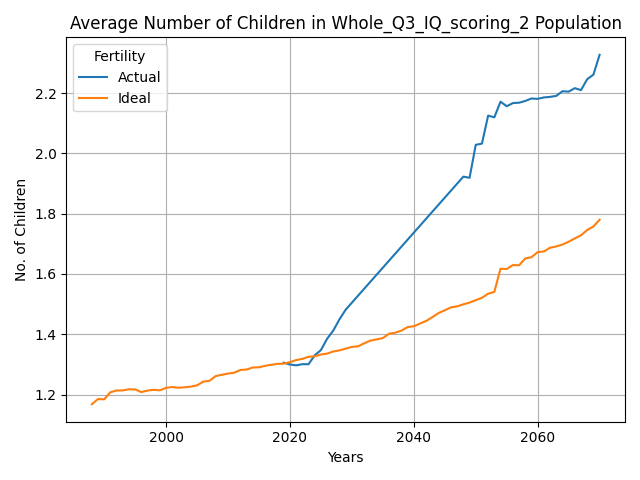 Average Number of Children in Whole_Q3_IQ_scoring_2 Population
Fertility
Actual
Ideal
No. of Children
2.2
2.0
1.8
1.6
1.4
1.2
2000
2020
2040
2060
Years